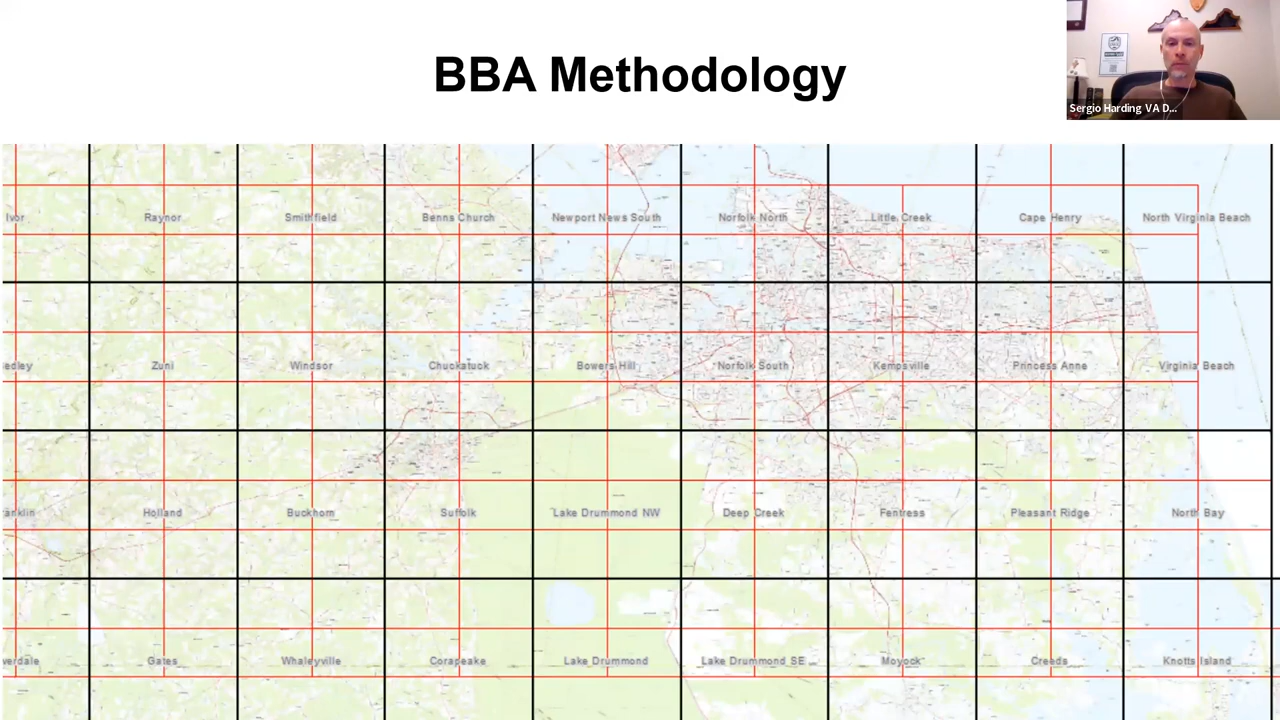 BBA Methodology
Sergio Harding VA D...
Ivor Raynor Smithfield Benns Church Newport News South Norfolk North Little Creek Cape Henry North Virginia Beach
edley Zuni Windsor Chuckatuck Bowers Hill Norfolk South Kempsville Princess Anne Virginia Beach
anklin Holland Buckhorn Suffolk Lake Drummond NW Deep Creek Fentress Pleasant Ridge North Bay
verdale Gates Whaleyville Corapeake Lake Drummond Lake Drummond SE Moyock Creeds Knotts Island